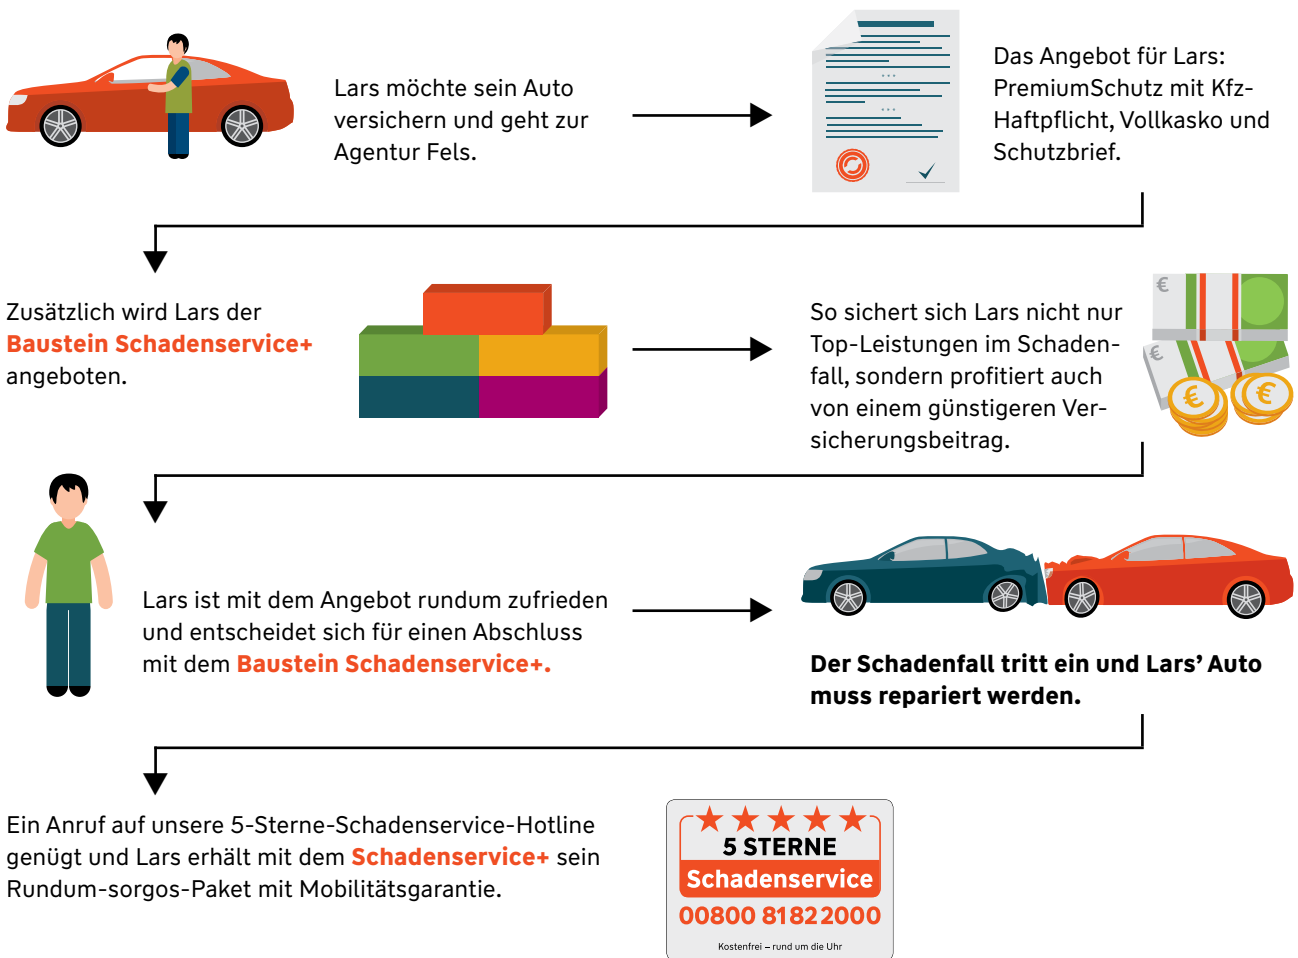 Lars möchte sein Auto
versichern und geht zur
Agentur Fels.
Das Angebot für Lars:
PremiumSchutz mit Kfz-
Haftpflicht, Vollkasko und
Schutzbrief.
Zusätzlich wird Lars der
Baustein Schadenservice+
angeboten.
So sichert sich Lars nicht nur
Top-Leistungen im Schaden-
fall, sondern profitiert auch
von einem günstigeren Ver-
sicherungsbeitrag.
€
€
€
€
Lars ist mit dem Angebot rundum zufrieden
und entscheidet sich für einen Abschluss
mit dem Baustein Schadenservice+.
Der Schadenfall tritt ein und Lars’ Auto
muss repariert werden.
Ein Anruf auf unsere 5-Sterne-Schadenservice-Hotline
genügt und Lars erhält mit dem Schadenservice+ sein
Rundum-sorgos-Paket mit Mobilitätsgarantie.
5 STERNE
Schadenservice
00800 81822000
Kostenfrei – rund um die Uhr